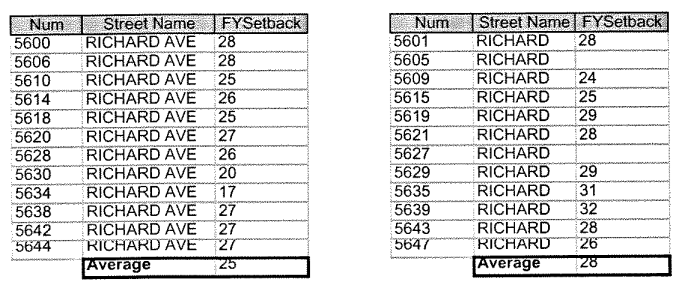 Num Street Name FYSetback
5600 RICHARD AVE 28
5606 RICHARD AVE 28
5610 RICHARD AVE 25
5614 RICHARD AVE 26
5618 RICHARD AVE 25
5620 RICHARD AVE 27
5628 RICHARD AVE 26
5630 RICHARD AVE 20
5634 RICHARD AVE 17
5638 RICHARD AVE 27
5642 RICHARD AVE 27
5644 RICHARD AVE 27
Average 25
Num Street Name FYSetback
5601 RICHARD 28
5605 RICHARD
5609 RICHARD 24
5615 RICHARD 25
5619 RICHARD 29
5621 RICHARD 28
5627 RICHARD
5629 RICHARD 29
5635 RICHARD 31
5639 RICHARD 32
5643 RICHARD 28
5647 RICHARD 26
Average 28